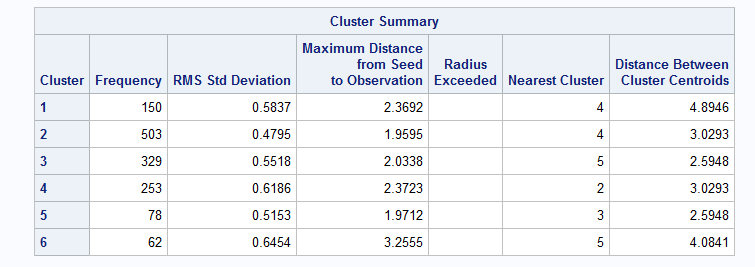 Cluster Summary
Maximum Distance
from Seed Radius Distance Between
Cluster Frequency RMS Std Deviation to Observation Exceeded Nearest Cluster Cluster Centroids
1 150 0.5837 2.3692 4 4.8946
2 503 0.4795 1.9595 4 3.0293
3 329 0.5518 2.0338 5 2.5948
4 253 0.6186 2.3723 2 3.0293
5 78 0.5153 1.9712 3 2.5948
6 62 0.6454 3.2555 5 4.0841